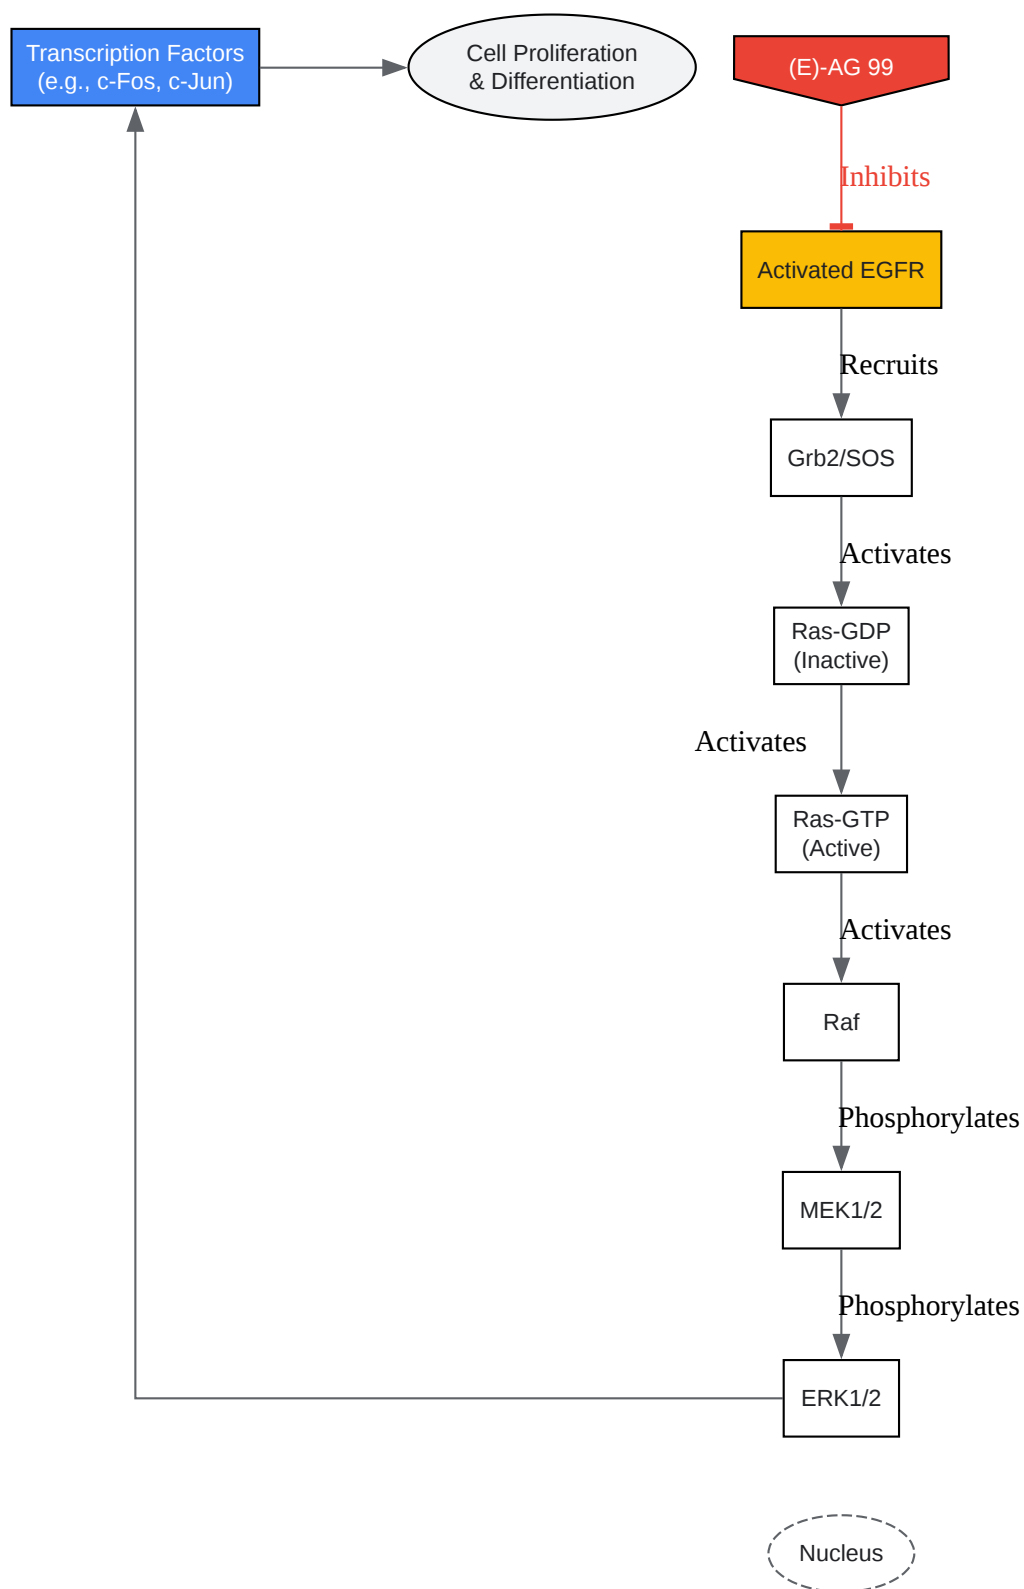 Transcription Factors
(e.g., c-Fos, c-Jun)
Cell Proliferation
& Differentiation
(E)-AG 99
Inhibits
Activated EGFR
Recruits
Grb2/SOS
Activates
Ras-GDP
(Inactive)
Activates
Ras-GTP
(Active)
Activates
Raf
Phosphorylates
MEK1/2
Phosphorylates
ERK1/2
Nucleus